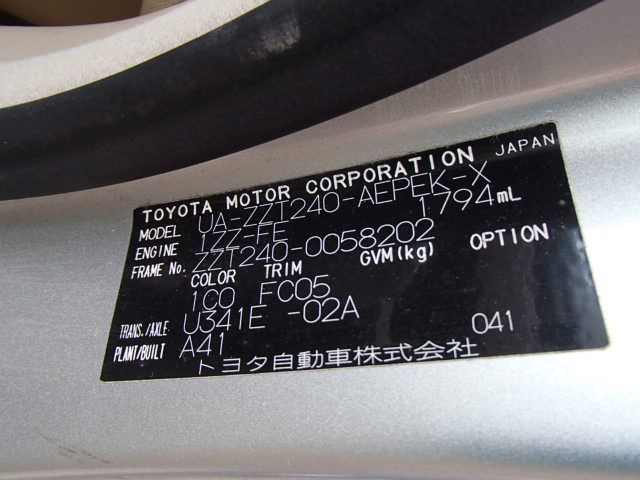 TOYOTA MOTOR CORPORATION JAPAN
MODEL UA-ZZT240-AEPEK-X
ENGINE 1ZZ-FE 1794mL
FRAME No. ZZT240-0058202
COLOR TRIM GVM(kg) OPTION
1C0 FC05
TRANS./AXLE U341E -02A
PLANT/BUILT A41 041
トヨタ自動車株式会社